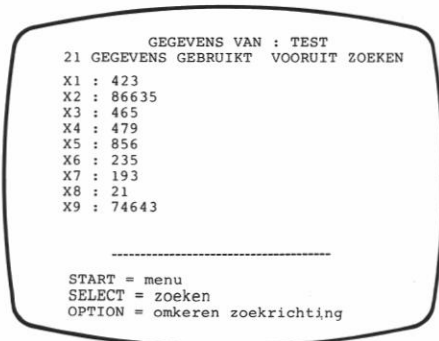 GEGEVENS VAN : TEST
21 GEGEVENS GEBRUIKT VOORUIT ZOEKEN
X1 : 423
X2 : 86635
X3 : 465
X4 : 479
X5 : 856
X6 : 235
X7 : 193
X8 : 21
X9 : 74643
--------------------------------------
START = menu
SELECT = zoeken
OPTION = omkeren zoekrichting